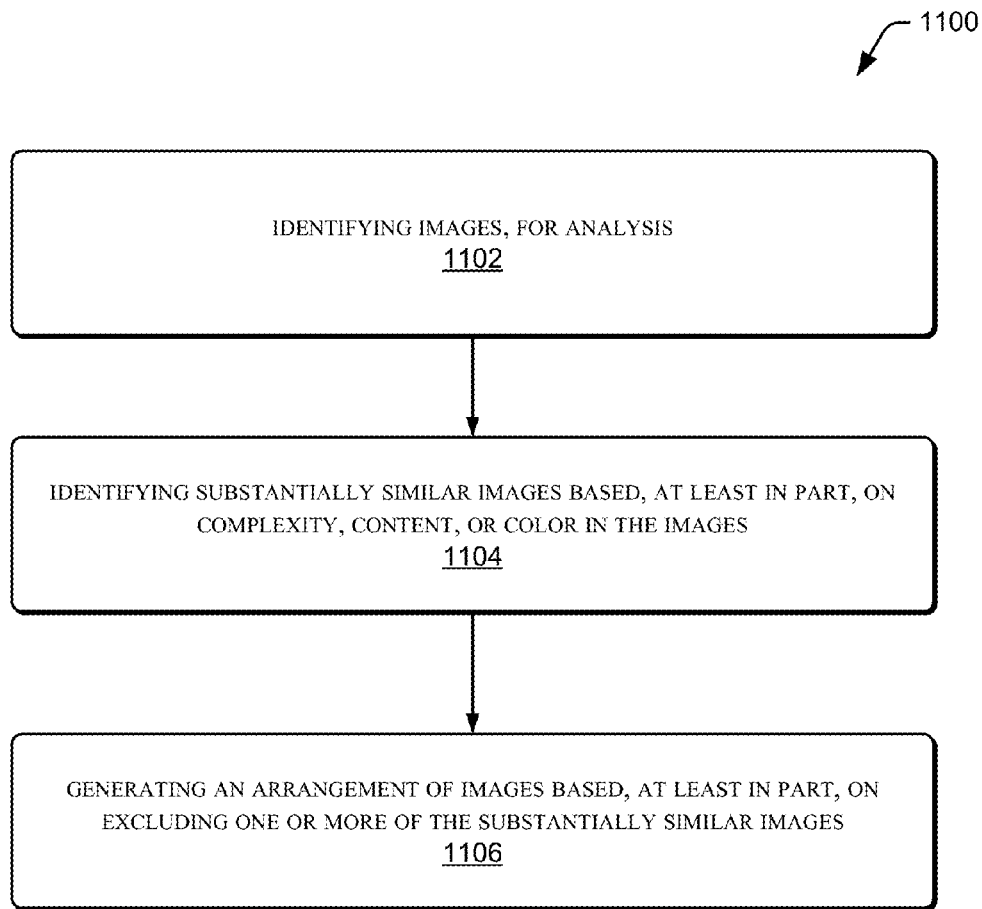 1100
IDENTIFYING IMAGES, FOR ANALYSIS
1102
IDENTIFYING SUBSTANTIALLY SIMILAR IMAGES BASED, AT LEAST IN PART, ON
COMPLEXITY, CONTENT, OR COLOR IN THE IMAGES
1104
GENERATING AN ARRANGEMENT OF IMAGES BASED, AT LEAST IN PART, ON
EXCLUDING ONE OR MORE OF THE SUBSTANTIALLY SIMILAR IMAGES
1106